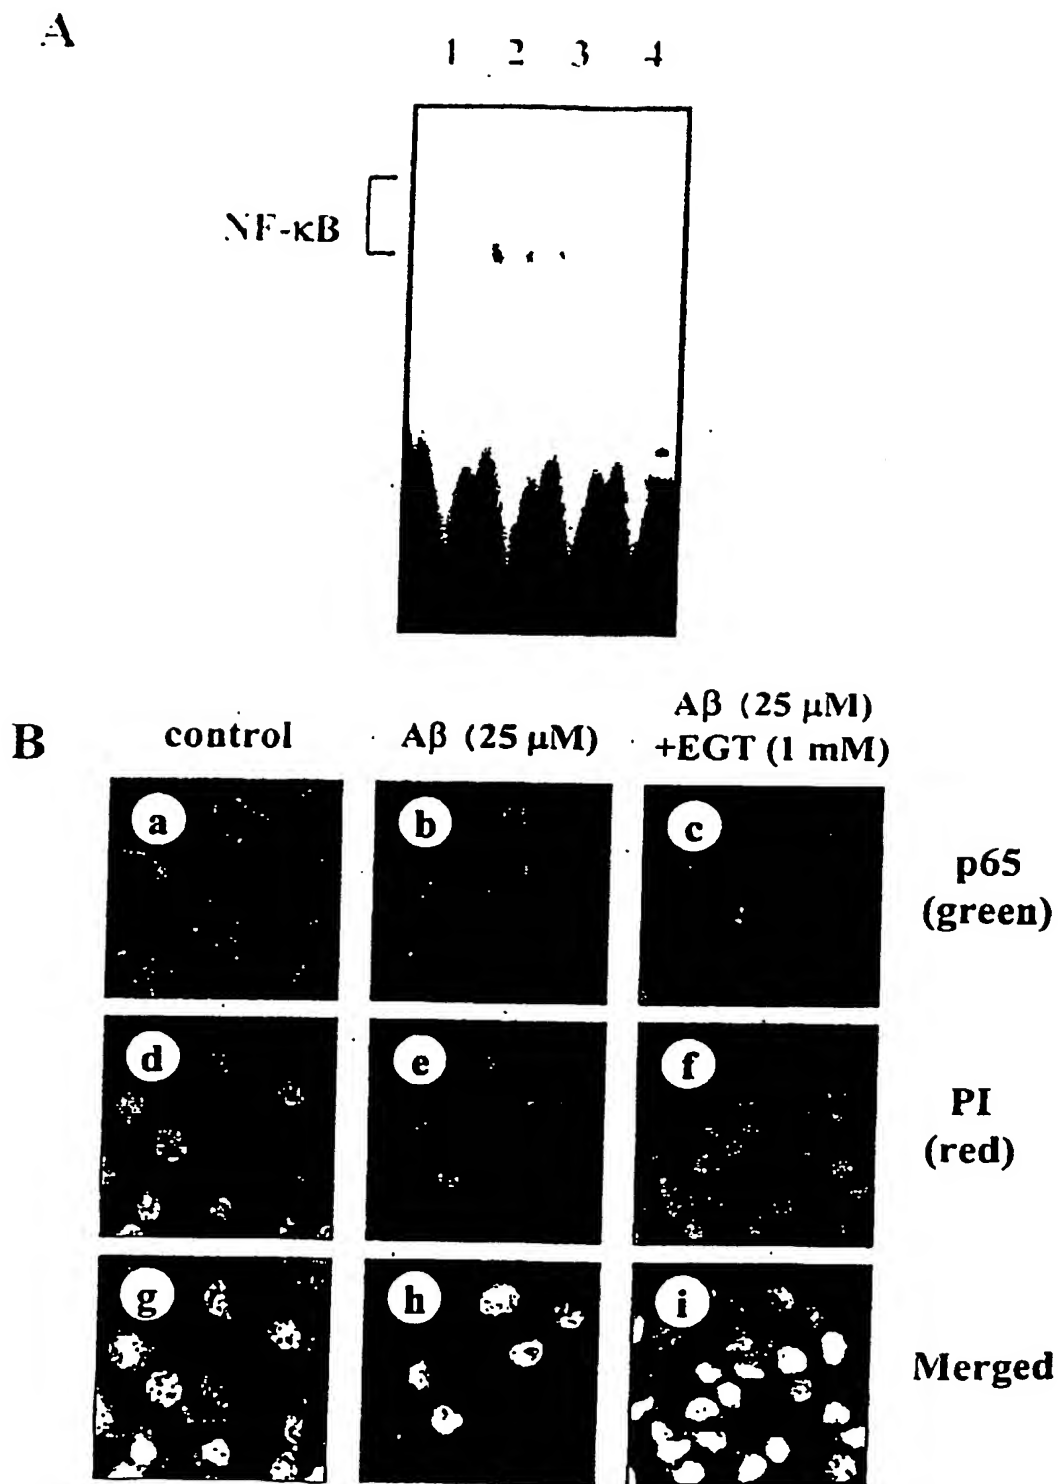 A
1 2 3 4
NF-κB
B
control
Aβ (25 μM)
Aβ (25 μM)
+EGT (1 mM)
a
b
c
p65
(green)
d
e
f
PI
(red)
g
h
i
Merged